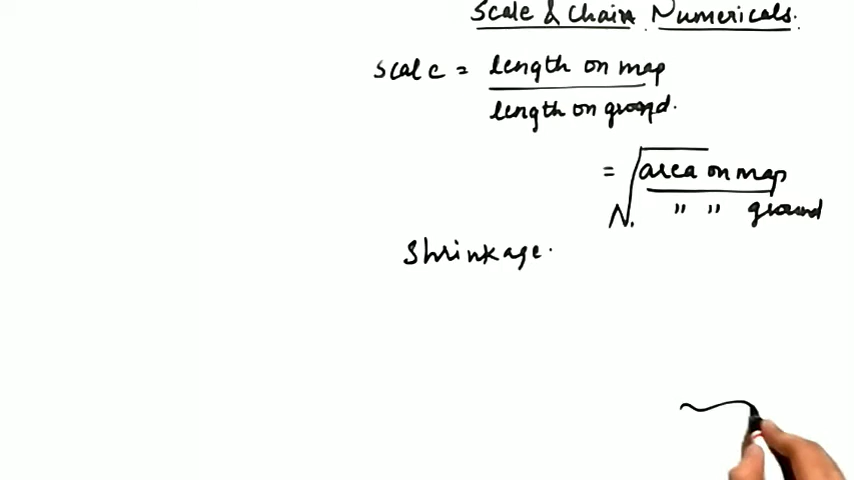 Scale & Chain Numericals.
Scale = length on map
length on ground.
= √ area on map
" " ground
Shrinkage.